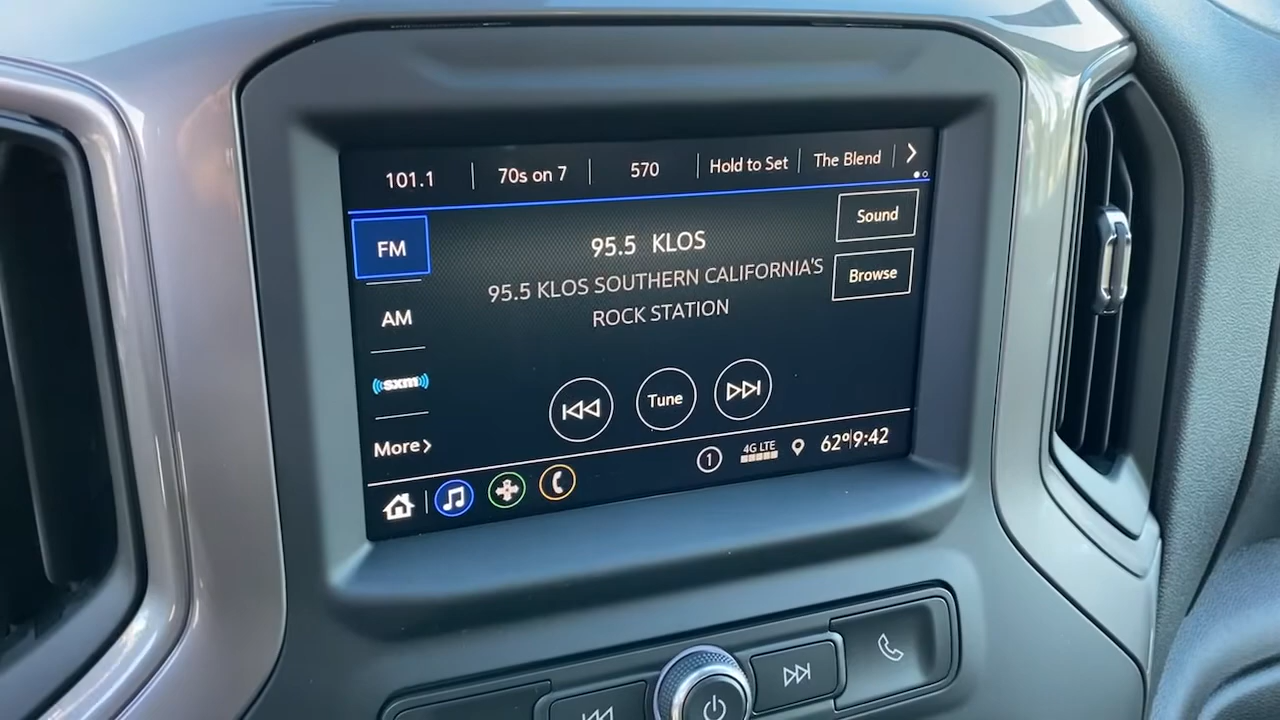 101.1
70s on 7
570
Hold to Set
The Blend
FM
95.5 KLOS
Sound
95.5 KLOS SOUTHERN CALIFORNIA'S
ROCK STATION
Browse
AM
sxm
Tune
More
1
4G LTE
62° 9:42